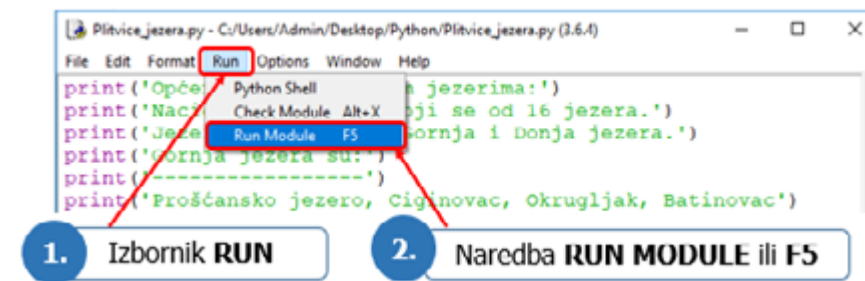 Plitvice_jezera.py - C:/Users/Admin/Desktop/Python/Plitvice_jezera.py (3.6.4)
File Edit Format Run Options Window Help
print('Opće
Python Shell
m jezerima:')
print('Naci
Check Module Alt+X
oji se od 16 jezera.')
print('Jeze
Run Module F5
Gornja i Donja jezera.')
print('Gornja jezera su:')
print('-----------------')
print('Prošćansko jezero, Ciginovac, Okrugljak, Batinovac')
1. Izbornik RUN
2. Naredba RUN MODULE ili F5